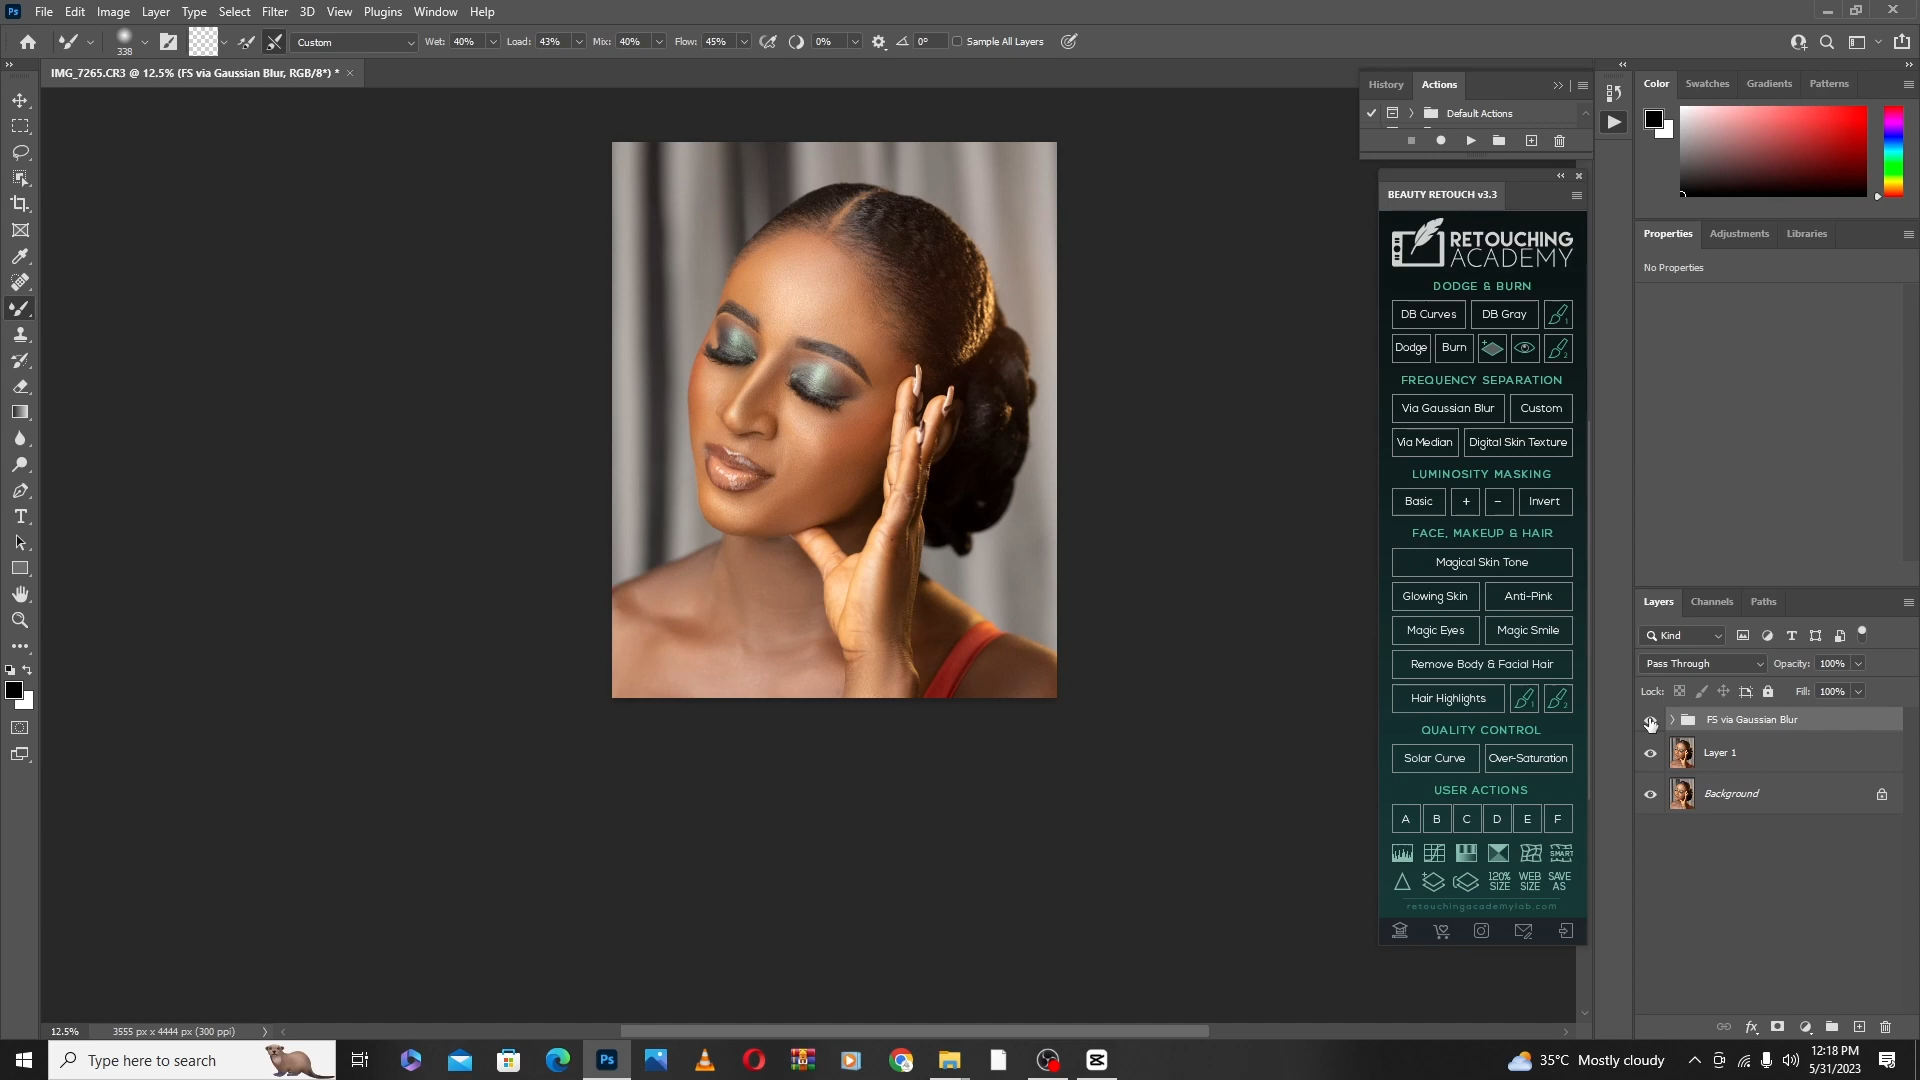 Ps File Edit Image Layer Type Select Filter 3D View Plugins Window Help
338 Custom Wet: 40% Load: 43% Mix: 40% Flow: 45% 0% 0° Sample All Layers
IMG_7265.CR3 @ 12.5% (FS via Gaussian Blur, RGB/8*) * ×
History Actions
Default Actions
Color Swatches Gradients Patterns
BEAUTY RETOUCH v3.3
RETOUCHING
ACADEMY
DODGE & BURN
DB Curves DB Gray 1
Dodge Burn 2
FREQUENCY SEPARATION
Via Gaussian Blur Custom
Via Median Digital Skin Texture
LUMINOSITY MASKING
Basic + − Invert
FACE, MAKEUP & HAIR
Magical Skin Tone
Glowing Skin Anti-Pink
Magic Eyes Magic Smile
Remove Body & Facial Hair
Hair Highlights 1 2
QUALITY CONTROL
Solar Curve Over-Saturation
USER ACTIONS
A B C D E F
SMART
120% SIZE WEB SIZE SAVE AS
retouchingacademylab.com
Properties Adjustments Libraries
No Properties
Layers Channels Paths
Kind
Pass Through Opacity: 100%
Lock: Fill: 100%
FS via Gaussian Blur
Layer 1
Background
12.5% 3555 px x 4444 px (300 ppi)
Type here to search
Ps
35°C Mostly cloudy
12:18 PM
5/31/2023